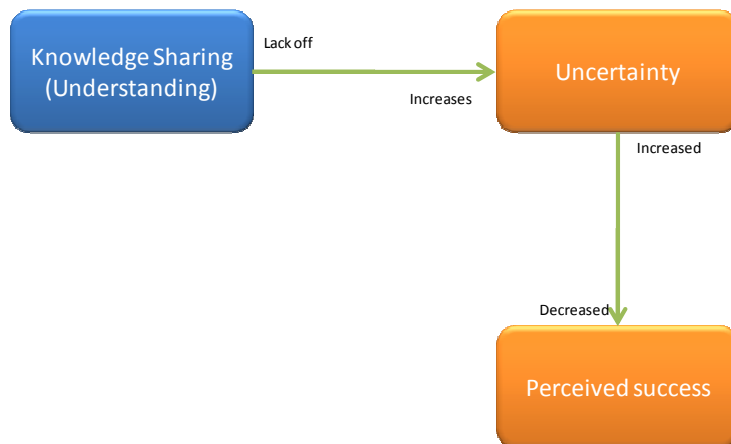 Knowledge Sharing
(Understanding)
Lack off
Increases
Uncertainty
Increased
Decreased
Perceived success